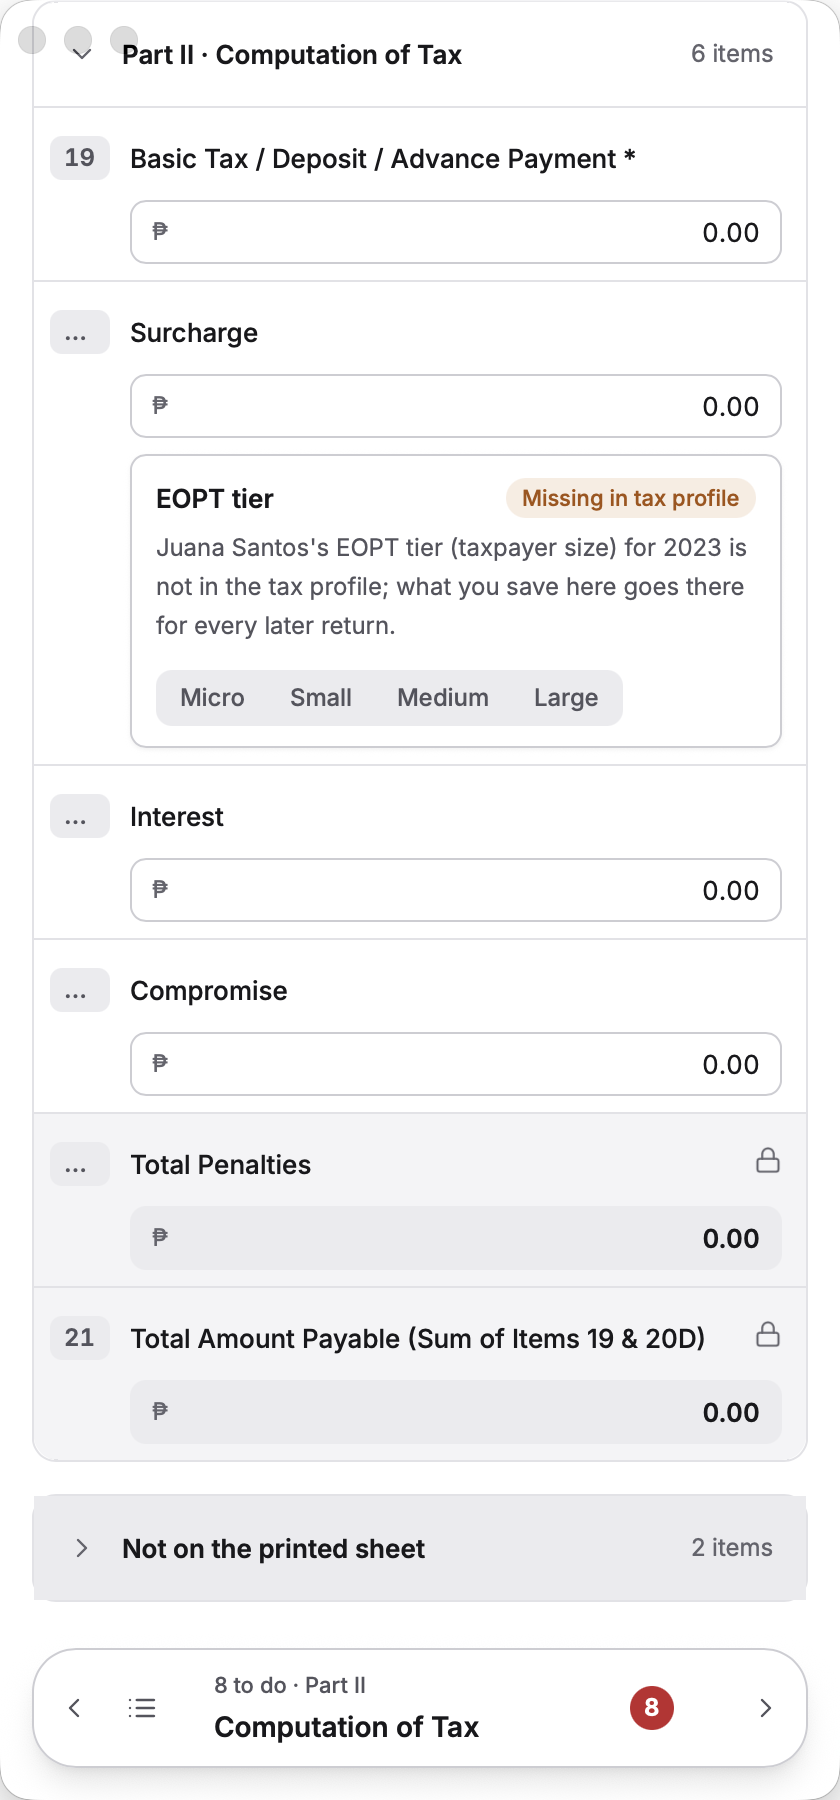 Part II · Computation of Tax
6 items
19
Basic Tax / Deposit / Advance Payment *
₱
0.00
...
Surcharge
₱
0.00
EOPT tier
Missing in tax profile
Juana Santos's EOPT tier (taxpayer size) for 2023 is
not in the tax profile; what you save here goes there
for every later return.
Micro
Small
Medium
Large
...
Interest
₱
0.00
...
Compromise
₱
0.00
...
Total Penalties
₱
0.00
21
Total Amount Payable (Sum of Items 19 & 20D)
₱
0.00
Not on the printed sheet
2 items
8 to do · Part II
Computation of Tax
8